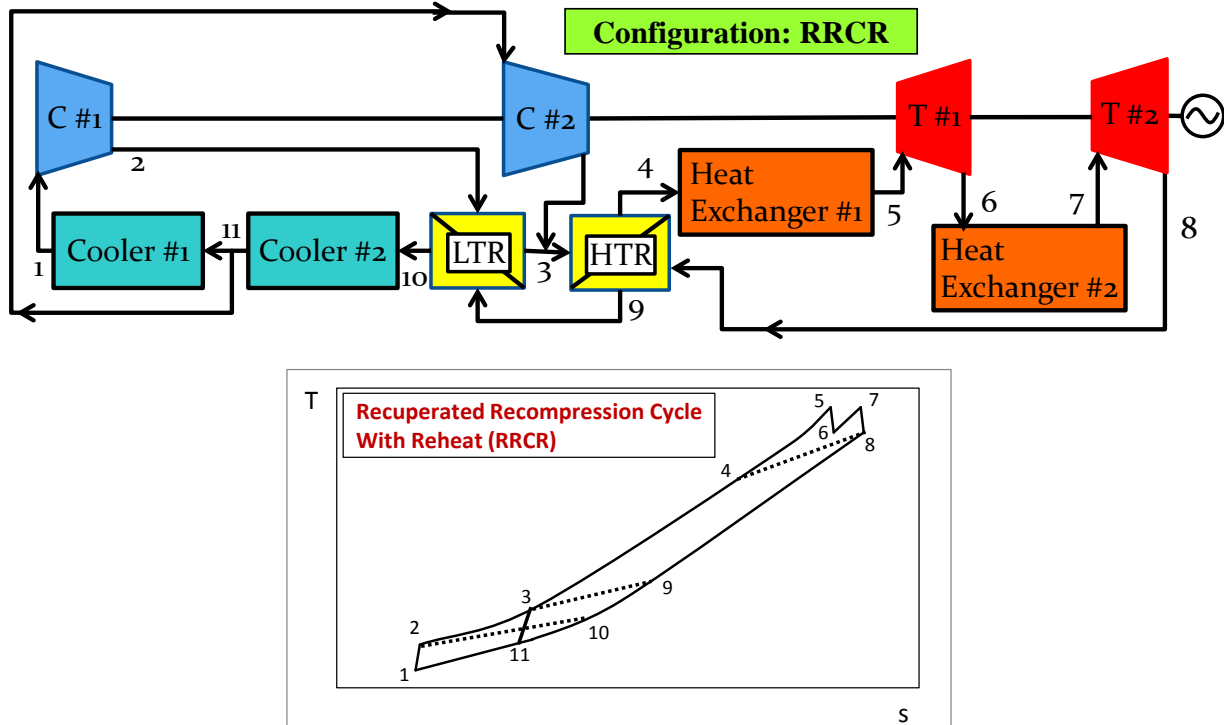 Configuration: RRCR
C #1
C #2
T #1
T #2
2
4
Heat
Exchanger #1
5
6
7
8
Cooler #1
11
Cooler #2
LTR
HTR
1
10
3
9
Heat
Exchanger #2
T
Recuperated Recompression Cycle
With Reheat (RRCR)
5
7
6
8
4
3
9
2
10
11
1
s